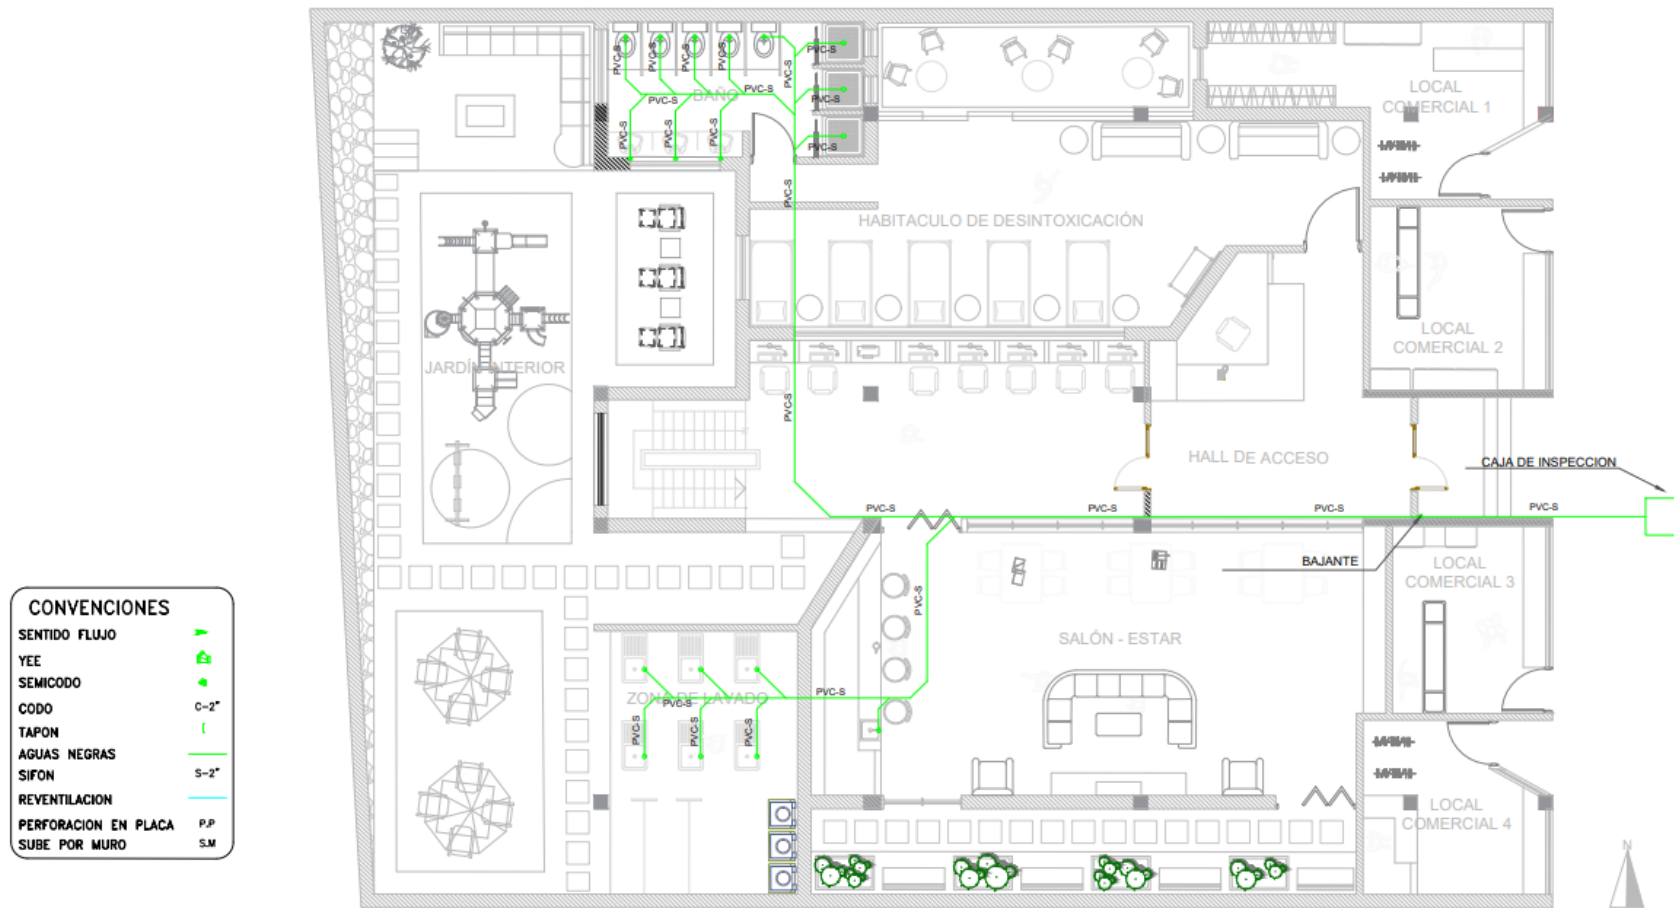 PVC-S
PVC-S
PVC-S
PVC-S
PVC-S
PVC-S
BAÑO
PVC-S
PVC-S
PVC-S
PVC-S
PVC-S
PVC-S
LOCAL
COMERCIAL 1
PVC-S
HABITACULO DE DESINTOXICACIÓN
LOCAL
COMERCIAL 2
JARDÍN INTERIOR
PVC-S
HALL DE ACCESO
CAJA DE INSPECCION
PVC-S
PVC-S
PVC-S
PVC-S
BAJANTE
LOCAL
COMERCIAL 3
PVC-S
SALÓN - ESTAR
ZONA DE LAVADO
PVC-S
PVC-S
PVC-S
PVC-S
PVC-S
LOCAL
COMERCIAL 4
N
CONVENCIONES
SENTIDO FLUJO
YEE
SEMICODO
CODO C-2"
TAPON
AGUAS NEGRAS
SIFON S-2"
REVENTILACION
PERFORACION EN PLACA P.P
SUBE POR MURO S.M